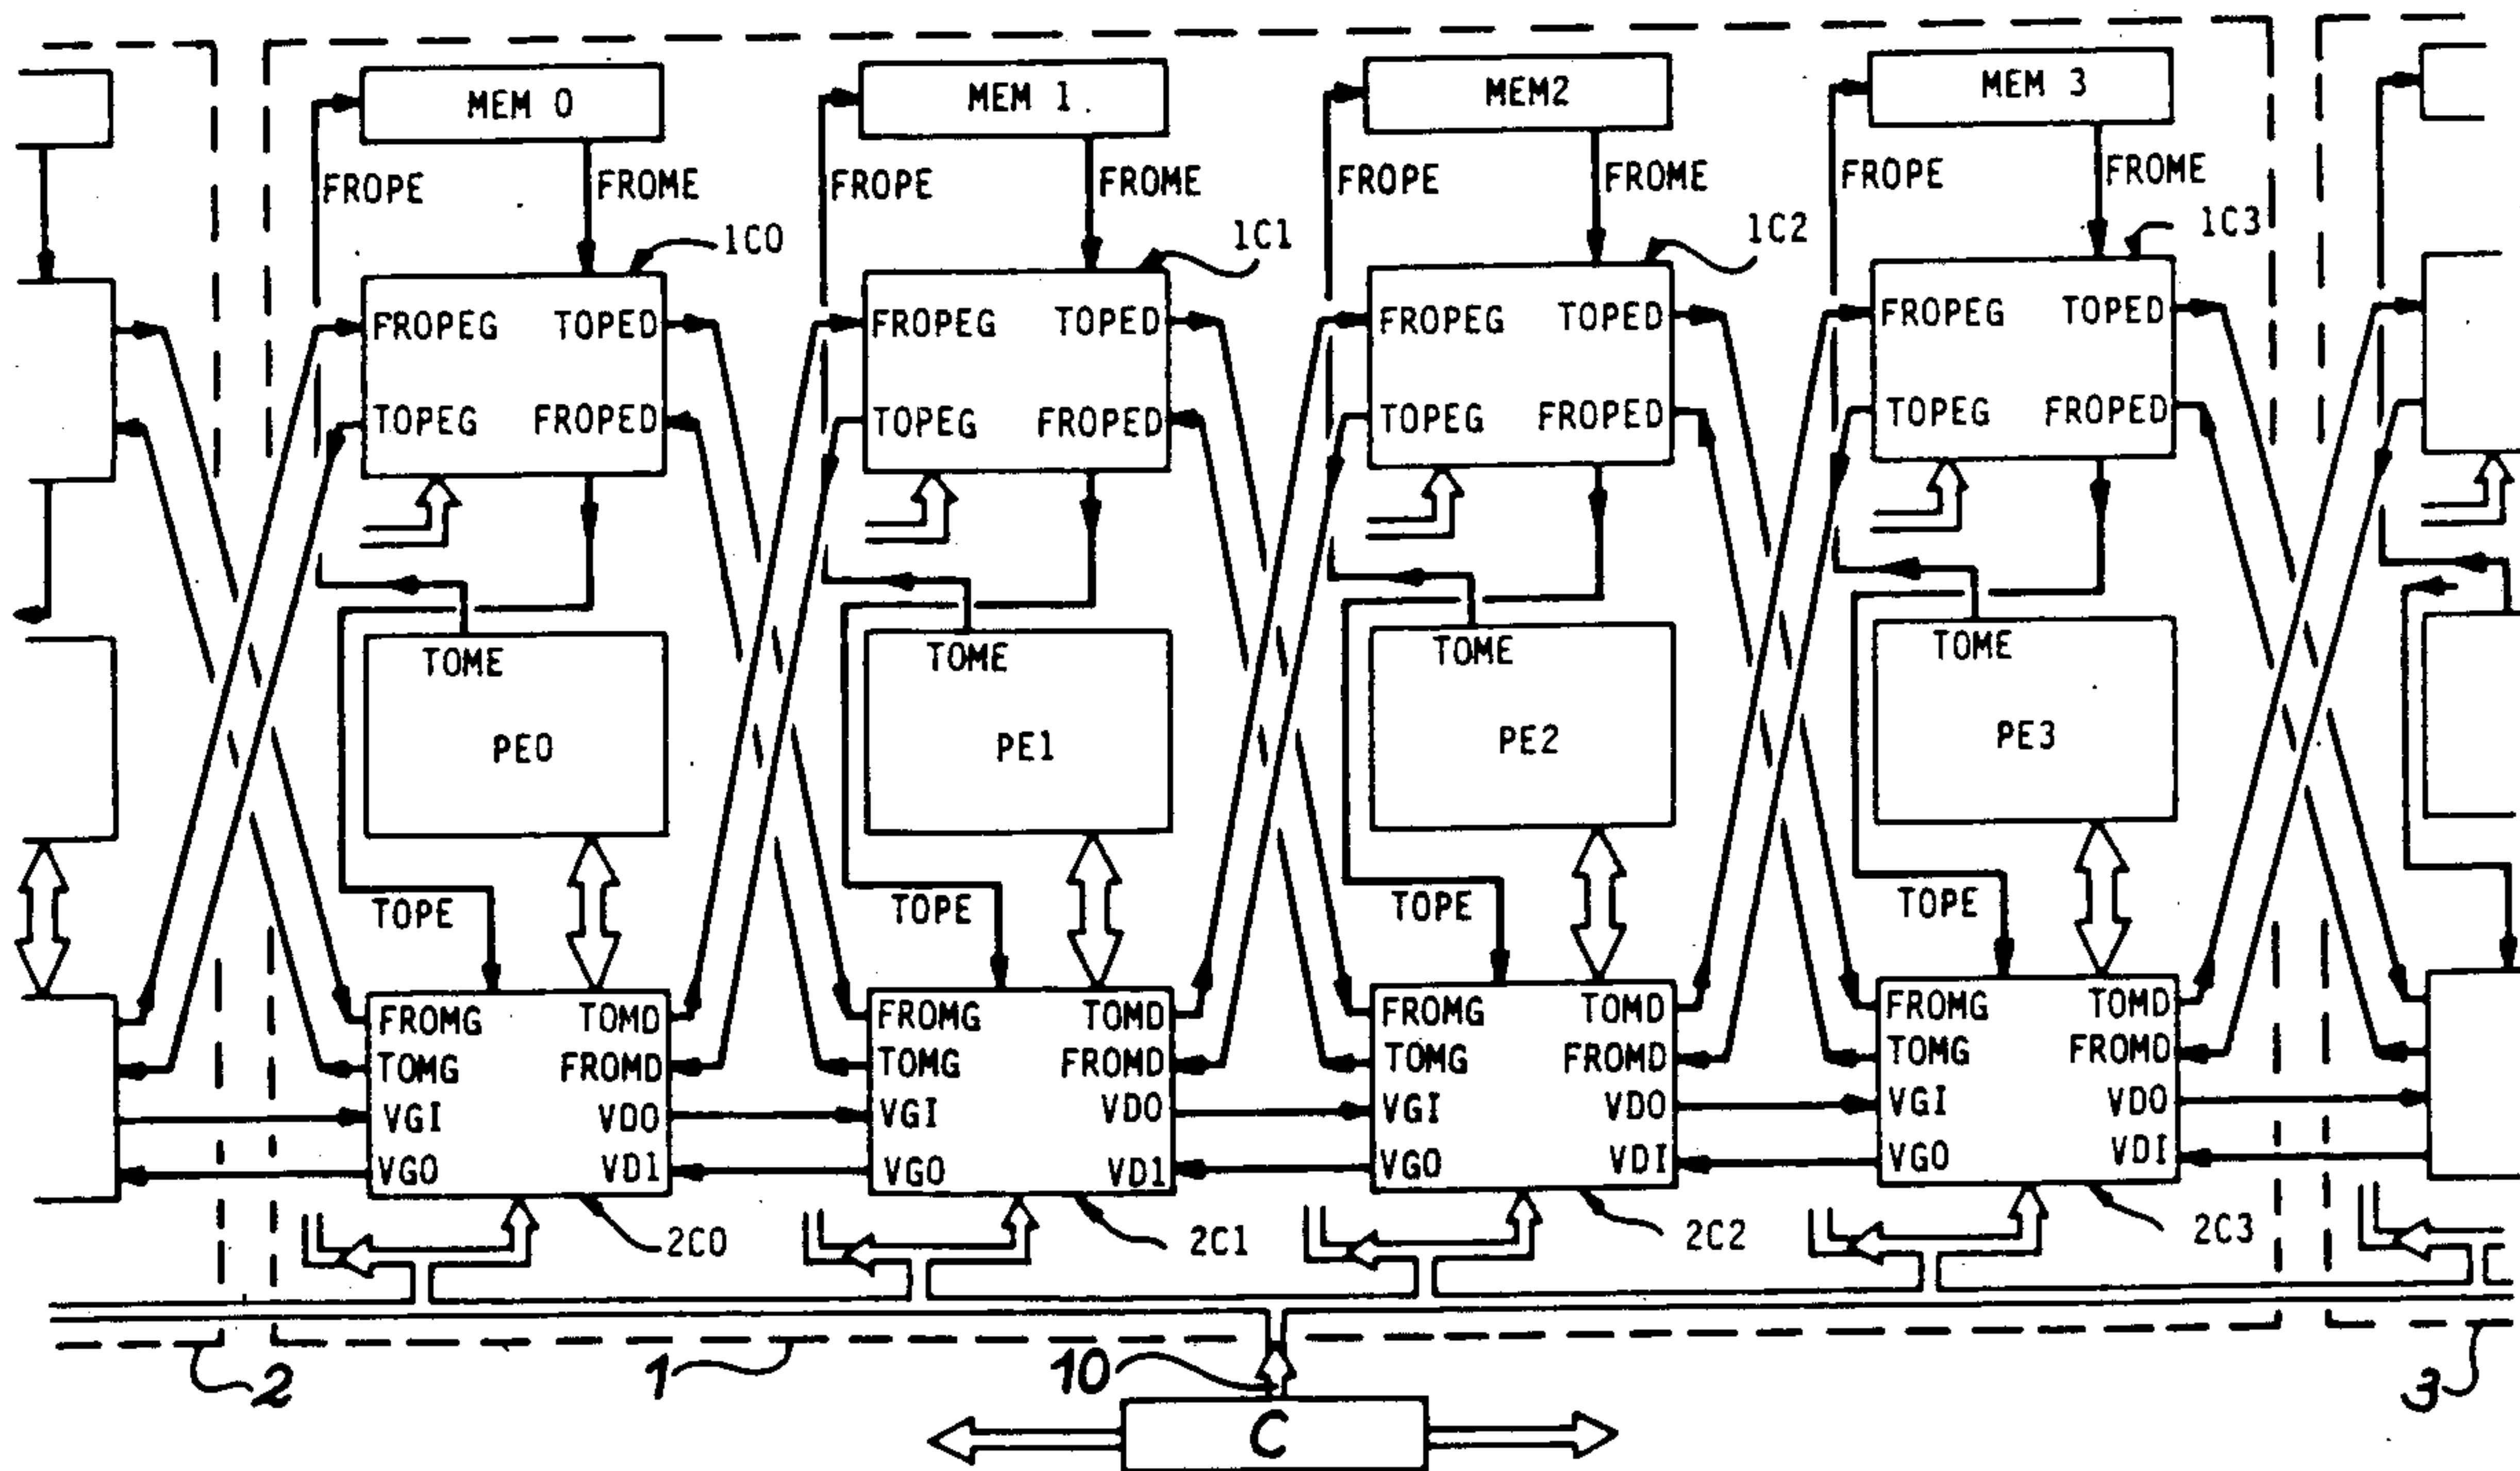 MEM 0 MEM 1 MEM2 MEM 3
FROPE FROME FROPE FROME FROPE FROME FROPE FROME
1C0 1C1 1C2 1C3
FROPEG TOPED FROPEG TOPED FROPEG TOPED FROPEG TOPED
TOPEG FROPED TOPEG FROPED TOPEG FROPED TOPEG FROPED
TOME TOME TOME TOME
PE0 PE1 PE2 PE3
TOPE TOPE TOPE TOPE
FROMG TOMD FROMG TOMD FROMG TOMD FROMG TOMD
TOMG FROMD TOMG FROMD TOMG FROMD TOMG FROMD
VGI VDO VGI VDO VGI VDO VGI VDO
VGO VD1 VGO VD1 VGO VDI VGO VDI
2C0 2C1 2C2 2C3
2 1 10 3
C